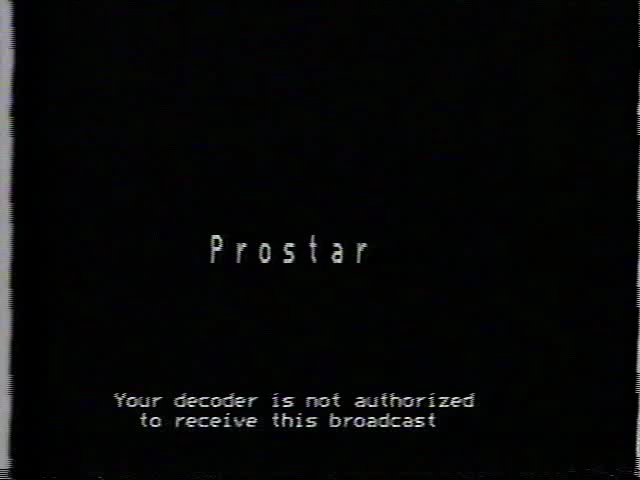 Prostar
Your decoder is not authorized
to receive this broadcast